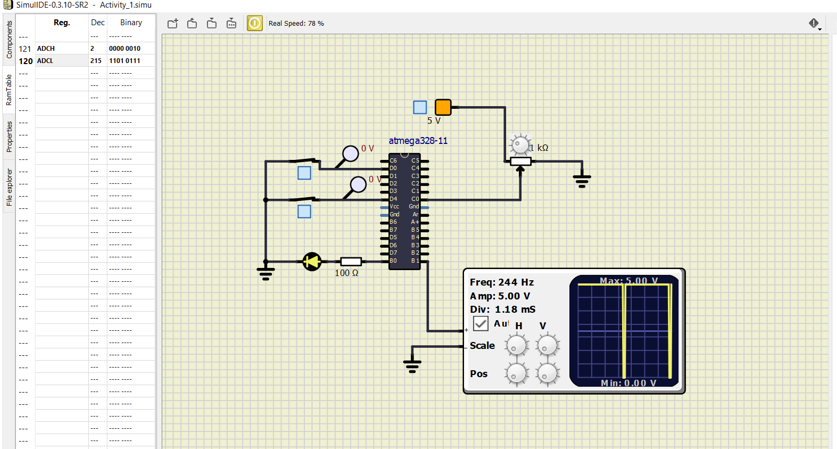 SimulIDE-0.3.10-SR2 - Activity_1.simu
Components
RamTable
Properties
File explorer
Reg. Dec Binary
--- --- ---- ----
121 ADCH 2 0000 0010
120 ADCL 215 1101 0111
--- --- ---- ----
Real Speed: 78 %
5 V
atmega328-11
0 V
0 V
1 kΩ
100 Ω
C6 C5
D0 C4
D1 C3
D2 C2
D3 C1
D4 C0
Vcc Gnd
Gnd Ar
B6 A+
B7 B5
D5 B4
D6 B3
D7 B2
B0 B1
Freq: 244 Hz
Amp: 5.00 V
Div: 1.18 mS
Au
H V
Scale
Pos
+
-
Max: 5.00 V
Min: 0.00 V